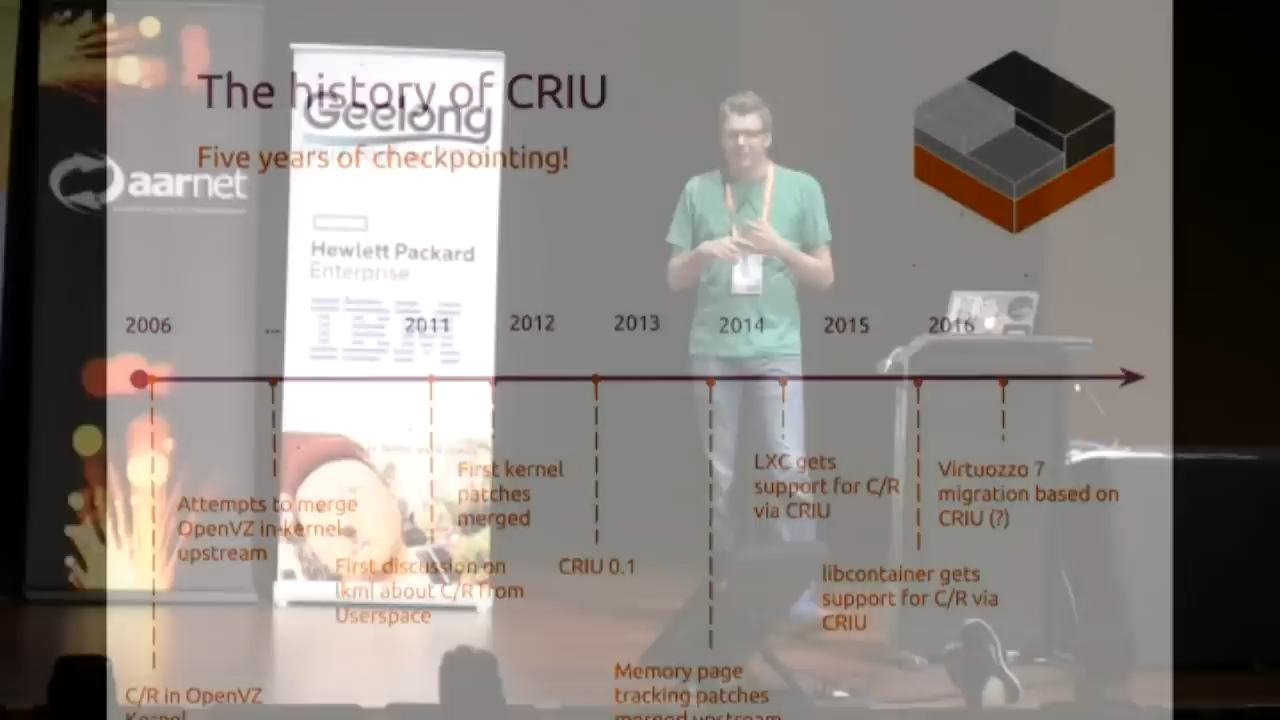 The history of CRIU
Five years of checkpointing!
Geelong
aarnet
Hewlett Packard
Enterprise
IBM
2006
...
2011
2012
2013
2014
2015
2016
Attempts to merge
OpenVZ in-kernel
upstream
First kernel
patches
merged
LXC gets
support for C/R
via CRIU
Virtuozzo 7
migration based on
CRIU (?)
First discussion on
lkml about C/R from
Userspace
CRIU 0.1
libcontainer gets
support for C/R via
CRIU
C/R in OpenVZ
Kernel
Memory page
tracking patches
merged upstream